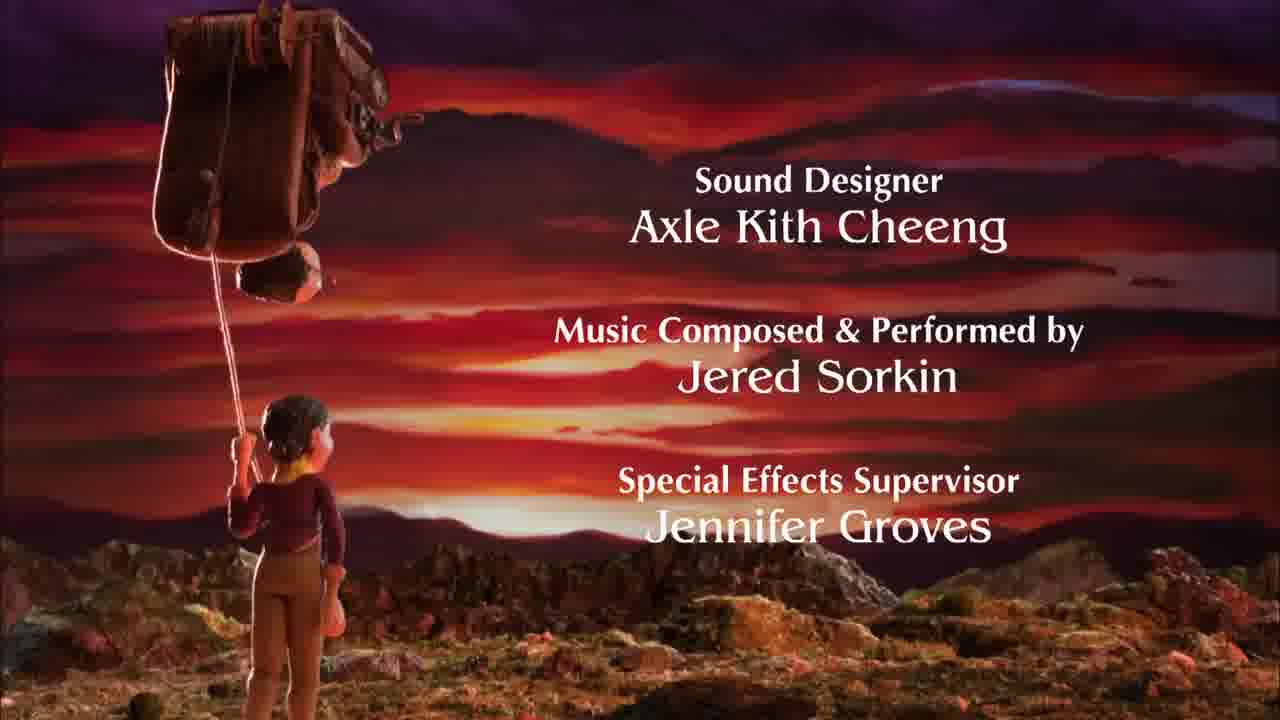 Sound Designer
Axle Kith Cheeng
Music Composed & Performed by
Jered Sorkin
Special Effects Supervisor
Jennifer Groves